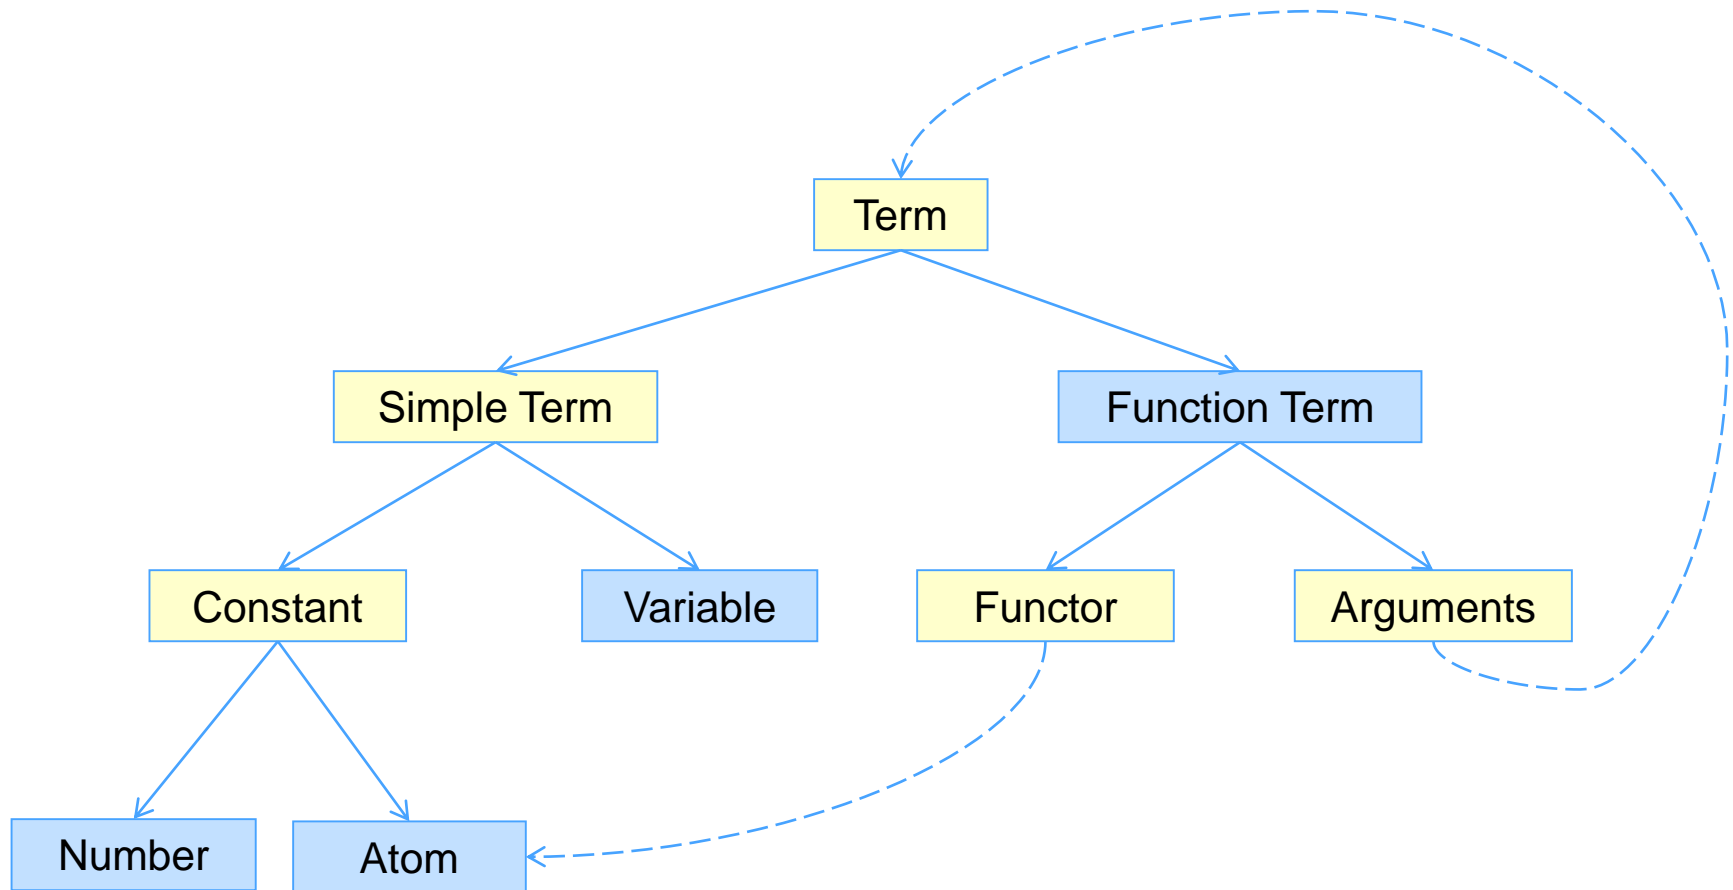 Term
Simple Term
Function Term
Constant
Variable
Functor
Arguments
Number
Atom